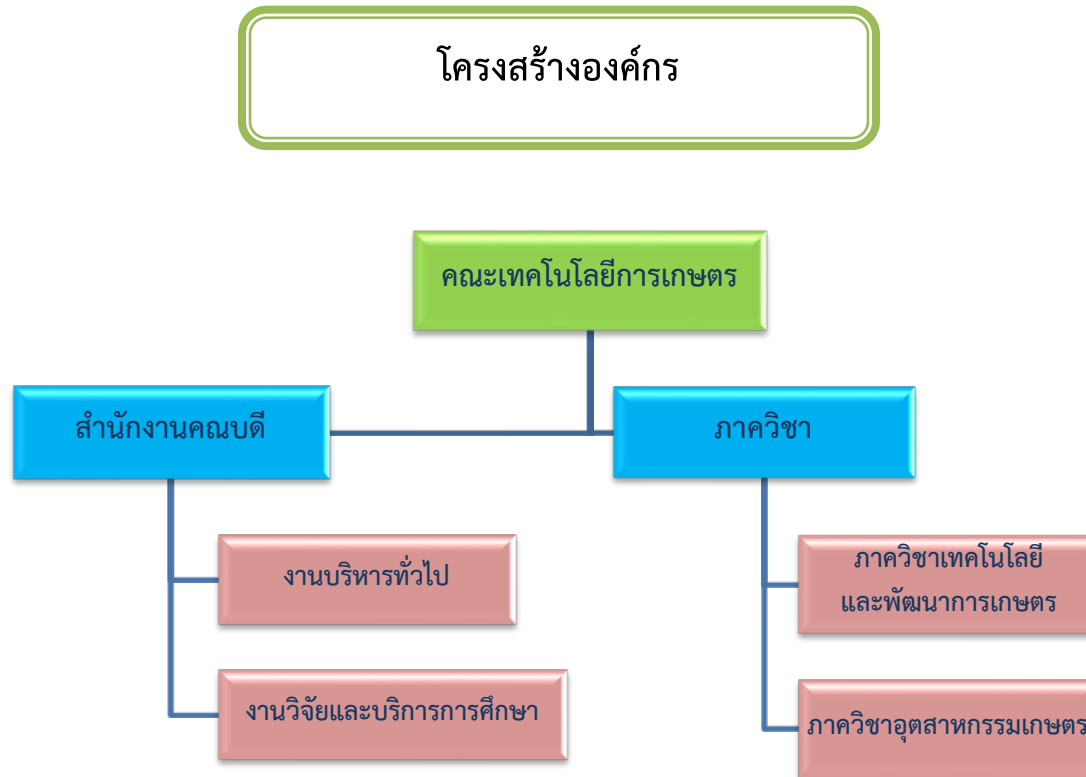 โครงสร้างองค์กร
คณะเทคโนโลยีการเกษตร
สำนักงานคณบดี
ภาควิชา
งานบริหารทั่วไป
งานวิจัยและบริการการศึกษา
ภาควิชาเทคโนโลยี
และพัฒนาการเกษตร
ภาควิชาอุตสาหกรรมเกษตร